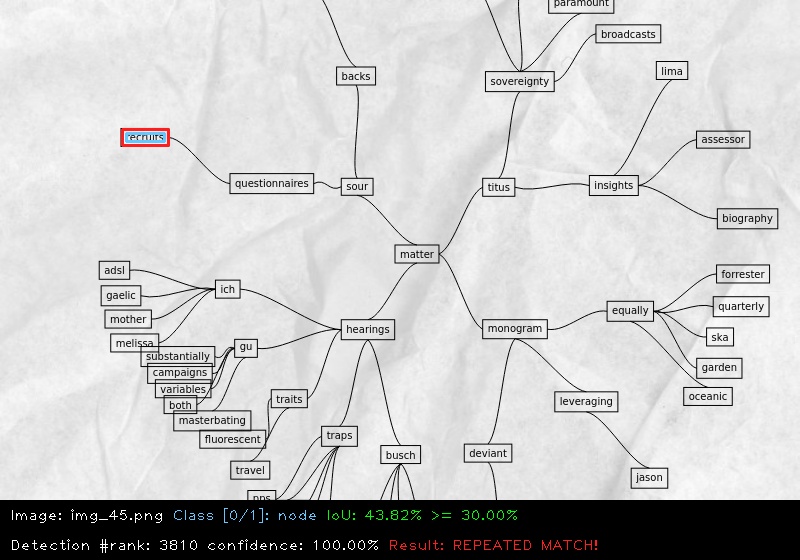 paramount
broadcasts
backs
sovereignty
lima
recruits
assessor
questionnaires
sour
titus
insights
biography
matter
adsl
forrester
ich
gaelic
quarterly
mother
equally
hearings
monogram
ska
melissa
gu
substantially
garden
campaigns
variables
oceanic
traits
leveraging
both
masterbating
fluorescent
traps
busch
deviant
travel
jason
nns
Image: img_45.png Class [0/1]: node IoU: 43.82% >= 30.00%
Detection #rank: 3810 confidence: 100.00% Result: REPEATED MATCH!